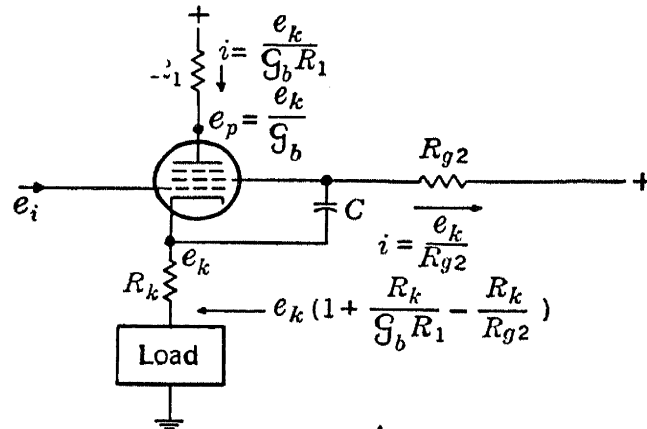 +
i = e_k / (𝒢_b R_1)
e_p = e_k / 𝒢_b
R_g2
+
e_i
C
i = e_k / R_g2
e_k
R_k
e_k (1 + R_k / (𝒢_b R_1) - R_k / R_g2 )
Load